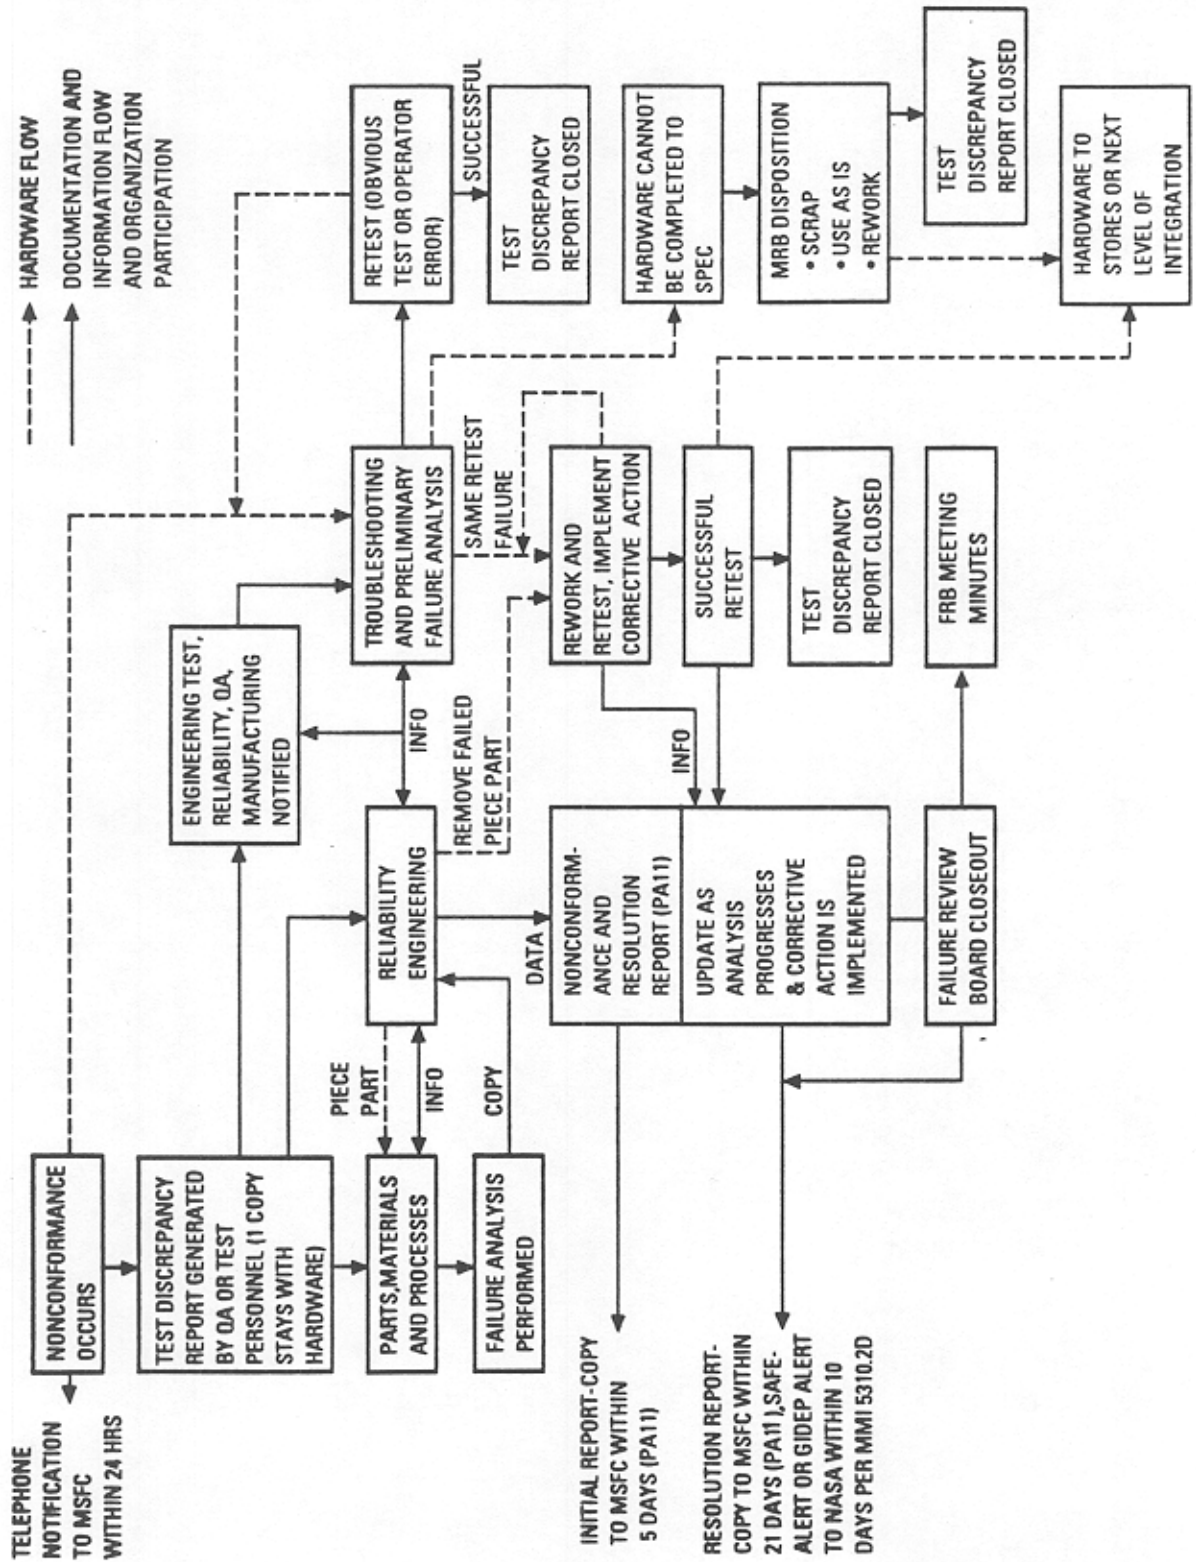 HARDWARE FLOW
DOCUMENTATION AND
INFORMATION FLOW
AND ORGANIZATION
PARTICIPATION
TELEPHONE
NOTIFICATION
TO MSFC
WITHIN 24 HRS
NONCONFORMANCE
OCCURS
TEST DISCREPANCY
REPORT GENERATED
BY QA OR TEST
PERSONNEL (1 COPY
STAYS WITH
HARDWARE)
ENGINEERING TEST,
RELIABILITY, QA,
MANUFACTURING
NOTIFIED
TROUBLESHOOTING
AND PRELIMINARY
FAILURE ANALYSIS
RETEST (OBVIOUS
TEST OR OPERATOR
ERROR)
SUCCESSFUL
TEST
DISCREPANCY
REPORT CLOSED
PIECE
PART
INFO
COPY
PARTS,MATERIALS
AND PROCESSES
FAILURE ANALYSIS
PERFORMED
RELIABILITY
ENGINEERING
INFO
REMOVE FAILED
PIECE PART
DATA
SAME RETEST
FAILURE
REWORK AND
RETEST, IMPLEMENT
CORRECTIVE ACTION
SUCCESSFUL
RETEST
TEST
DISCREPANCY
REPORT CLOSED
HARDWARE CANNOT
BE COMPLETED TO
SPEC
MRB DISPOSITION
• SCRAP
• USE AS IS
• REWORK
TEST
DISCREPANCY
REPORT CLOSED
HARDWARE TO
STORES OR NEXT
LEVEL OF
INTEGRATION
INFO
NONCONFORM-
ANCE AND
RESOLUTION
REPORT (PA11)
UPDATE AS
ANALYSIS
PROGRESSES
& CORRECTIVE
ACTION IS
IMPLEMENTED
FAILURE REVIEW
BOARD CLOSEOUT
FRB MEETING
MINUTES
INITIAL REPORT-COPY
TO MSFC WITHIN
5 DAYS (PA11)
RESOLUTION REPORT-
COPY TO MSFC WITHIN
21 DAYS (PA11),SAFE-
ALERT OR GIDEP ALERT
TO NASA WITHIN 10
DAYS PER MMI 5310.2D